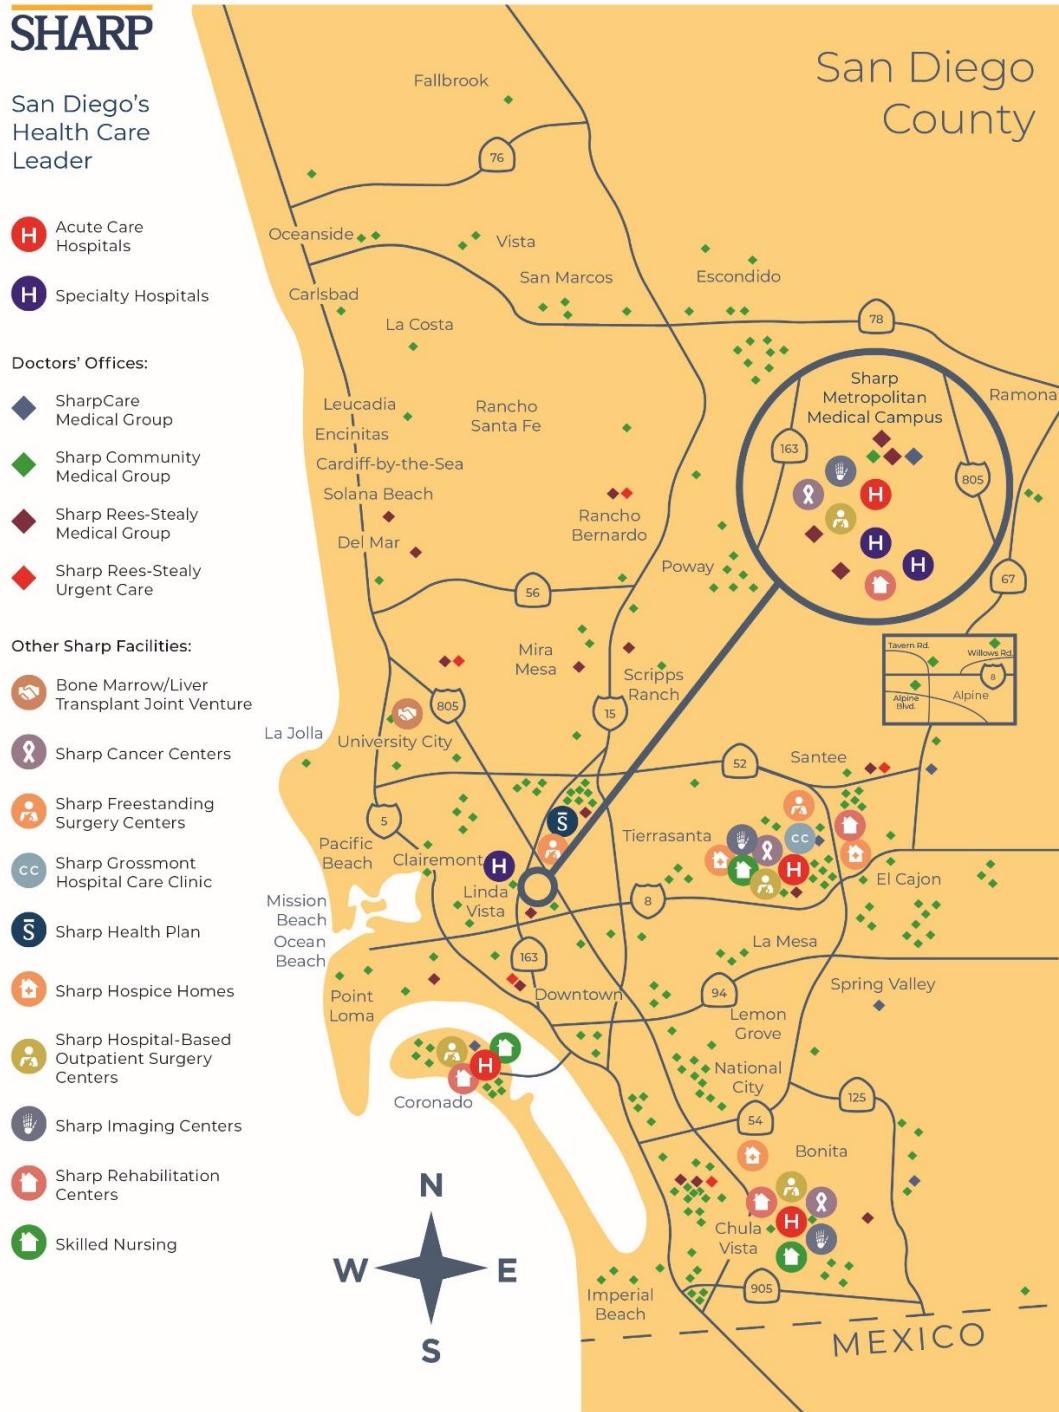 SHARP
San Diego's
Health Care
Leader
H
Acute Care
Hospitals
H
Specialty Hospitals
Doctors' Offices:
SharpCare
Medical Group
Sharp Community
Medical Group
Sharp Rees-Stealy
Medical Group
Sharp Rees-Stealy
Urgent Care
Other Sharp Facilities:
Bone Marrow/Liver
Transplant Joint Venture
Sharp Cancer Centers
Sharp Freestanding
Surgery Centers
CC
Sharp Grossmont
Hospital Care Clinic
S
Sharp Health Plan
Sharp Hospice Homes
Sharp Hospital-Based
Outpatient Surgery
Centers
Sharp Imaging Centers
Sharp Rehabilitation
Centers
Skilled Nursing
San Diego
County
Fallbrook
76
Oceanside
Vista
San Marcos
Escondido
Carlsbad
La Costa
78
Leucadia
Encinitas
Rancho
Santa Fe
Cardiff-by-the-Sea
Solana Beach
Del Mar
Rancho
Bernardo
Ramona
Sharp
Metropolitan
Medical Campus
163
805
H
H
H
Poway
56
67
Mira
Mesa
Scripps
Ranch
Tavern Rd.
Willows Rd.
8
Alpine
Blvd.
Alpine
805
15
La Jolla
University City
52
Santee
5
S
Pacific
Beach
Clairemont
H
Tierrasanta
CC
H
El Cajon
Linda
Vista
Mission
Beach
Ocean
Beach
8
163
La Mesa
Point
Loma
Downtown
94
Spring Valley
Lemon
Grove
H
Coronado
National
City
125
54
Bonita
H
Chula
Vista
905
Imperial
Beach
N
W
E
S
MEXICO